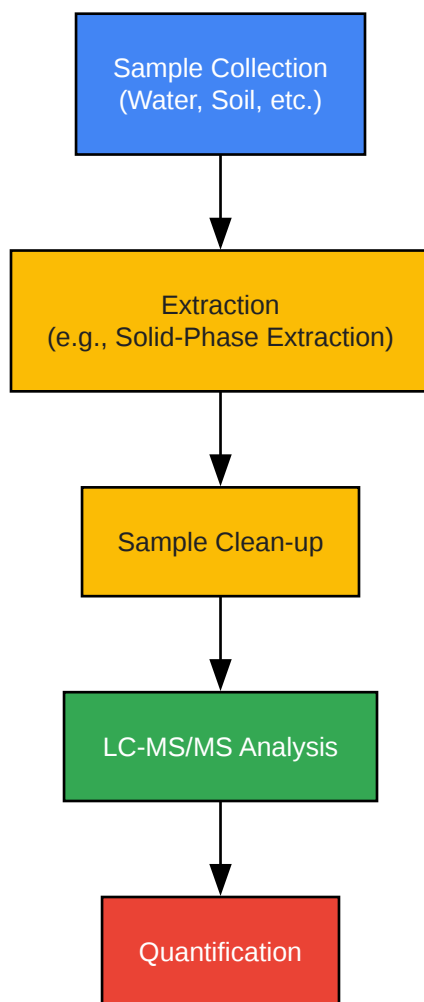 Sample Collection
(Water, Soil, etc.)
Extraction
(e.g., Solid-Phase Extraction)
Sample Clean-up
LC-MS/MS Analysis
Quantification